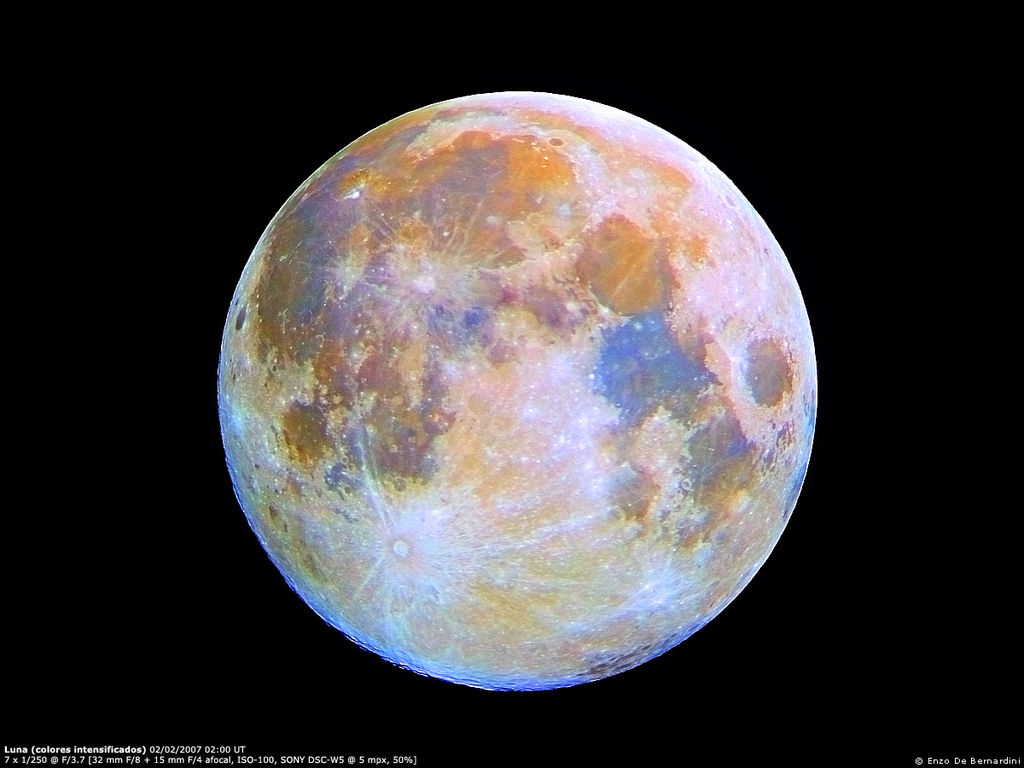 Luna (colores intensificados) 02/02/2007 02:00 UT
7 x 1/250 @ F/3.7 [32 mm F/8 + 15 mm F/4 afocal, ISO-100, SONY DSC-W5 @ 5 mpx, 50%]
© Enzo De Bernardini